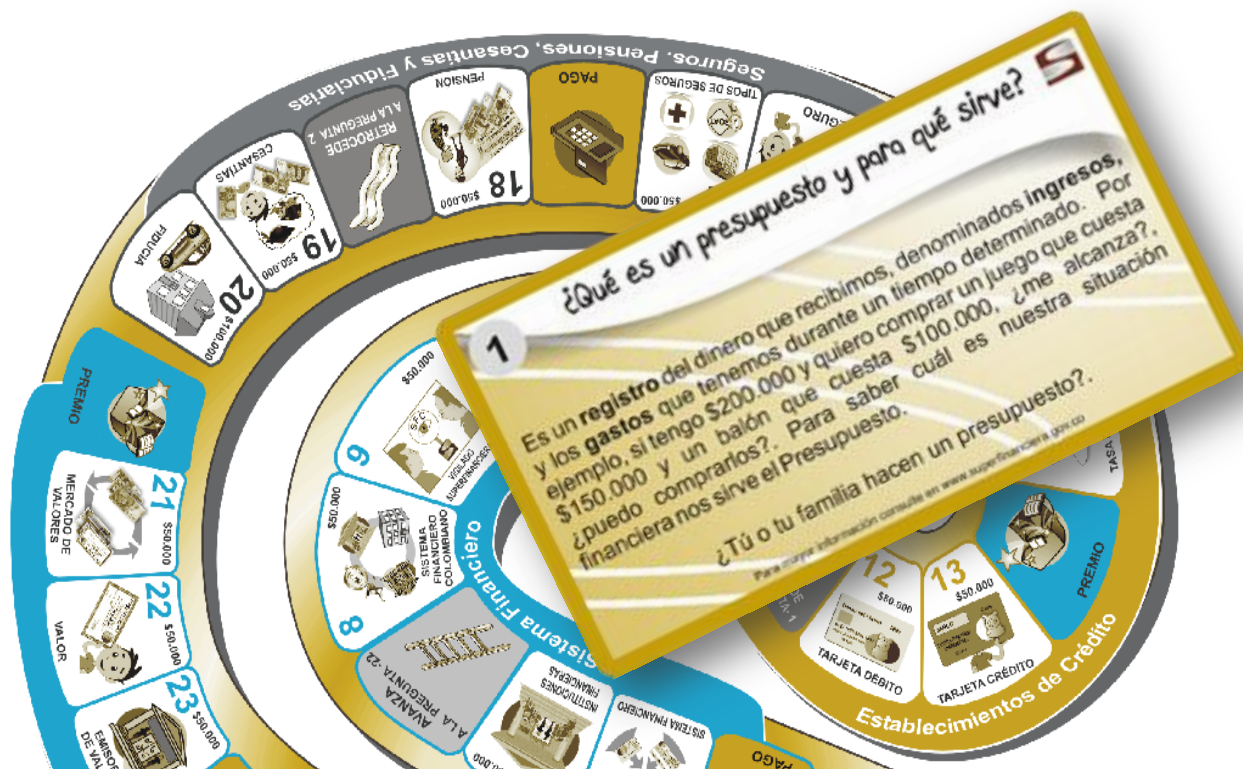 Seguros. Pensiones, Cesantías y Fiduciarias
FIDUCIA
20
$100.000
CESANTÍAS
19
$50.000
RETROCEDE
A LA PREGUNTA 2
PENSION
18
$50.000
PAGO
TIPOS DE SEGUROS
$50.000
PREMIO
21
$50.000
MERCADO DE
VALORES
22
$50.000
VALOR
23
$50.000
6
$50.000
S.F.C
VIGILADO
8
$50.000
SISTEMA
FINANCIERO
COLOMBIANO
Sistema Financiero
AVANZA
A LA PREGUNTA -22
INSTITUCIONES
FINANCIERAS
SISTEMA FINANCIERO
PAGO
1
¿Qué es un presupuesto y para qué sirve?
Es un registro del dinero que recibimos, denominados ingresos,
y los gastos que tenemos durante un tiempo determinado. Por
ejemplo, si tengo $200.000 y quiero comprar un juego que cuesta
$150.000 y un balón que cuesta $100.000, ¿me alcanza?,
¿puedo comprarlos?. Para saber cuál es nuestra situación
financiera nos sirve el Presupuesto.
¿Tú o tu familia hacen un presupuesto?.
Para mayor información consulte en www.superfinanciera.gov.co
12
$50.000
TARJETA DEBITO
13
$50.000
TARJETA CRÉDITO
PREMIO
TASA
Establecimientos de Crédito